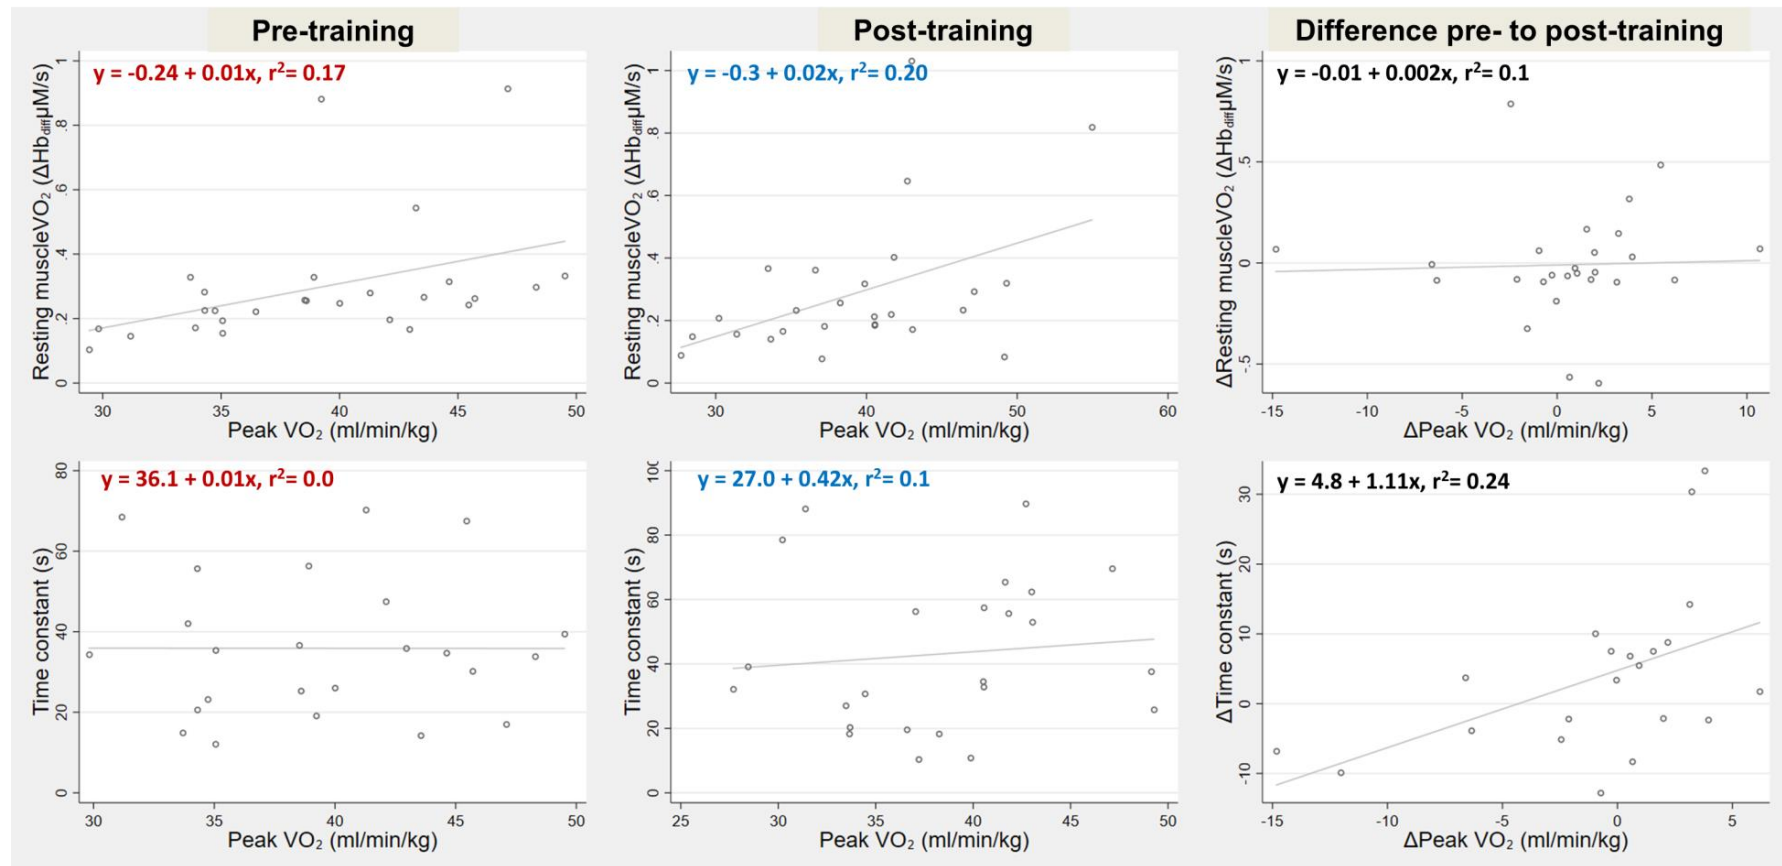 Pre-training
Post-training
Difference pre- to post-training
y = -0.24 + 0.01x, r²= 0.17
Resting muscleVO₂ (ΔHb_diffμM/s)
1
.8
.6
.4
.2
0
30 35 40 45 50
Peak VO₂ (ml/min/kg)
y = -0.3 + 0.02x, r²= 0.20
Resting muscleVO₂ (ΔHb_diffμM/s)
1
.8
.6
.4
.2
0
30 40 50 60
Peak VO₂ (ml/min/kg)
y = -0.01 + 0.002x, r²= 0.1
ΔResting muscleVO₂ (ΔHb_diffμM/s)
1
.5
0
-.5
-15 -10 -5 0 5 10
ΔPeak VO₂ (ml/min/kg)
y = 36.1 + 0.01x, r²= 0.0
Time constant (s)
80
60
40
20
0
30 35 40 45 50
Peak VO₂ (ml/min/kg)
y = 27.0 + 0.42x, r²= 0.1
Time constant (s)
100
80
60
40
20
0
25 30 35 40 45 50
Peak VO₂ (ml/min/kg)
y = 4.8 + 1.11x, r²= 0.24
ΔTime constant (s)
30
20
10
0
-10
-15 -10 -5 0 5
ΔPeak VO₂ (ml/min/kg)